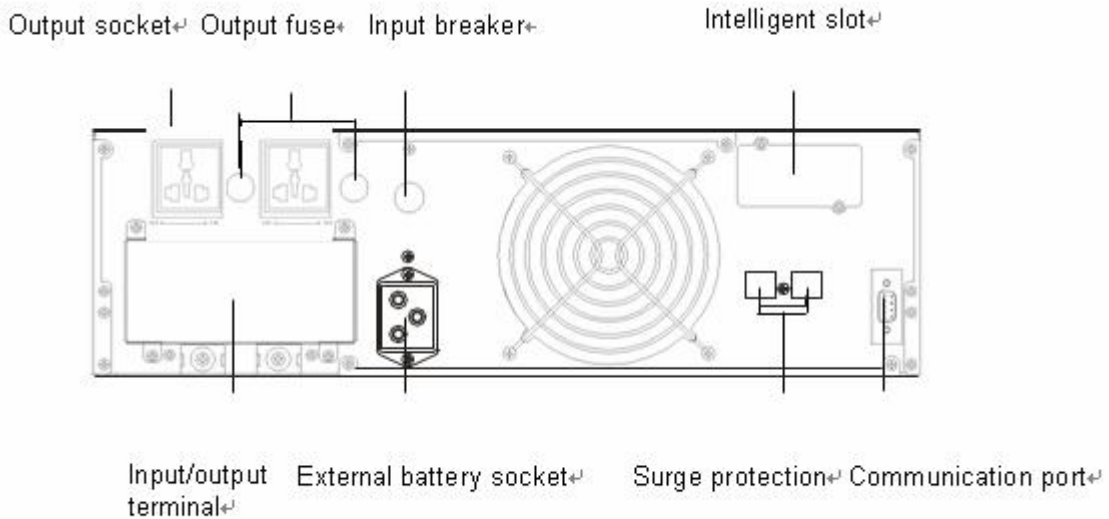 Output socket↵ Output fuse↵ Input breaker↵ Intelligent slot↵
Input/output External battery socket↵ Surge protection↵ Communication port↵
terminal↵